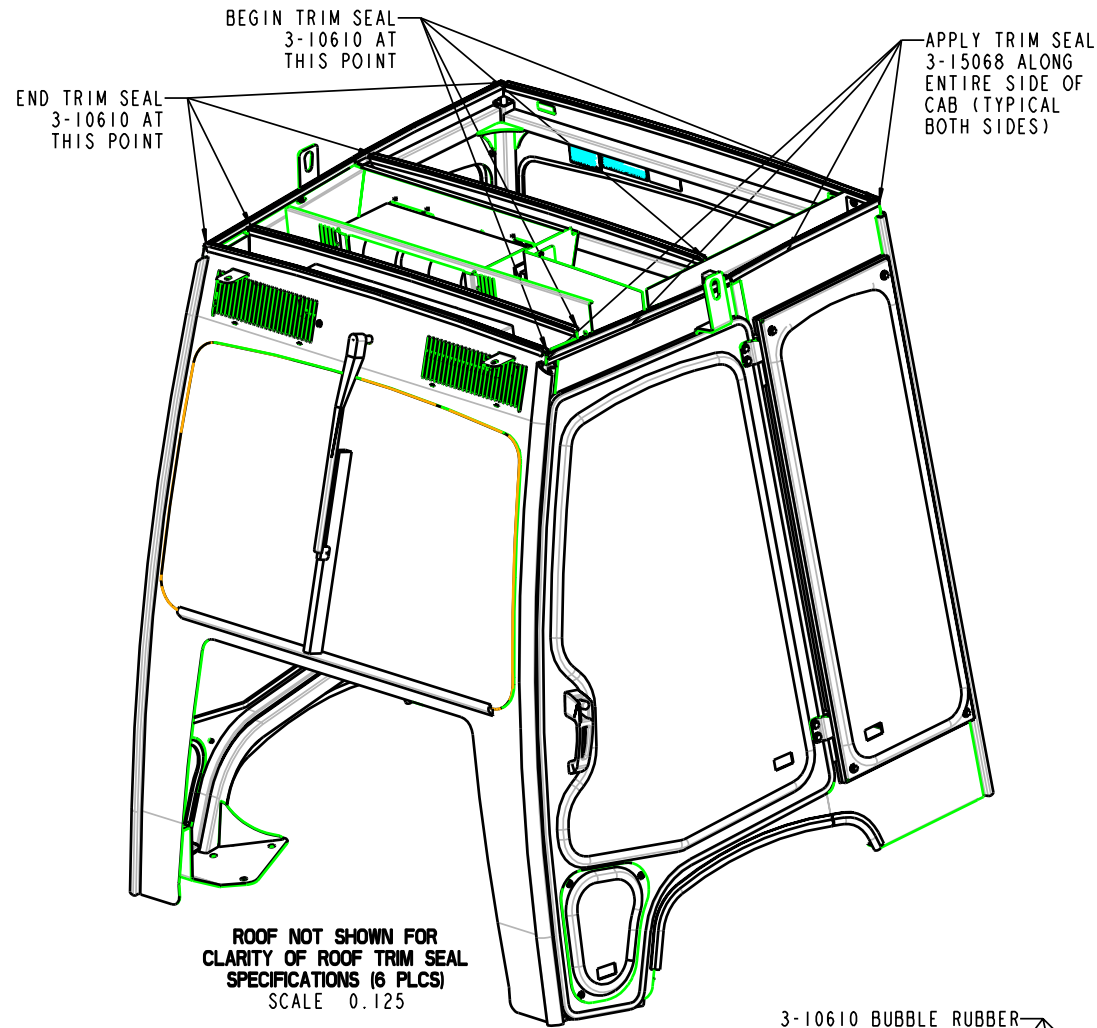 BEGIN TRIM SEAL
3-10610 AT
THIS POINT
END TRIM SEAL
3-10610 AT
THIS POINT
APPLY TRIM SEAL
3-15068 ALONG
ENTIRE SIDE OF
CAB (TYPICAL
BOTH SIDES)
ROOF NOT SHOWN FOR
CLARITY OF ROOF TRIM SEAL
SPECIFICATIONS (6 PLCS)
SCALE 0.125
3-10610 BUBBLE RUBBER